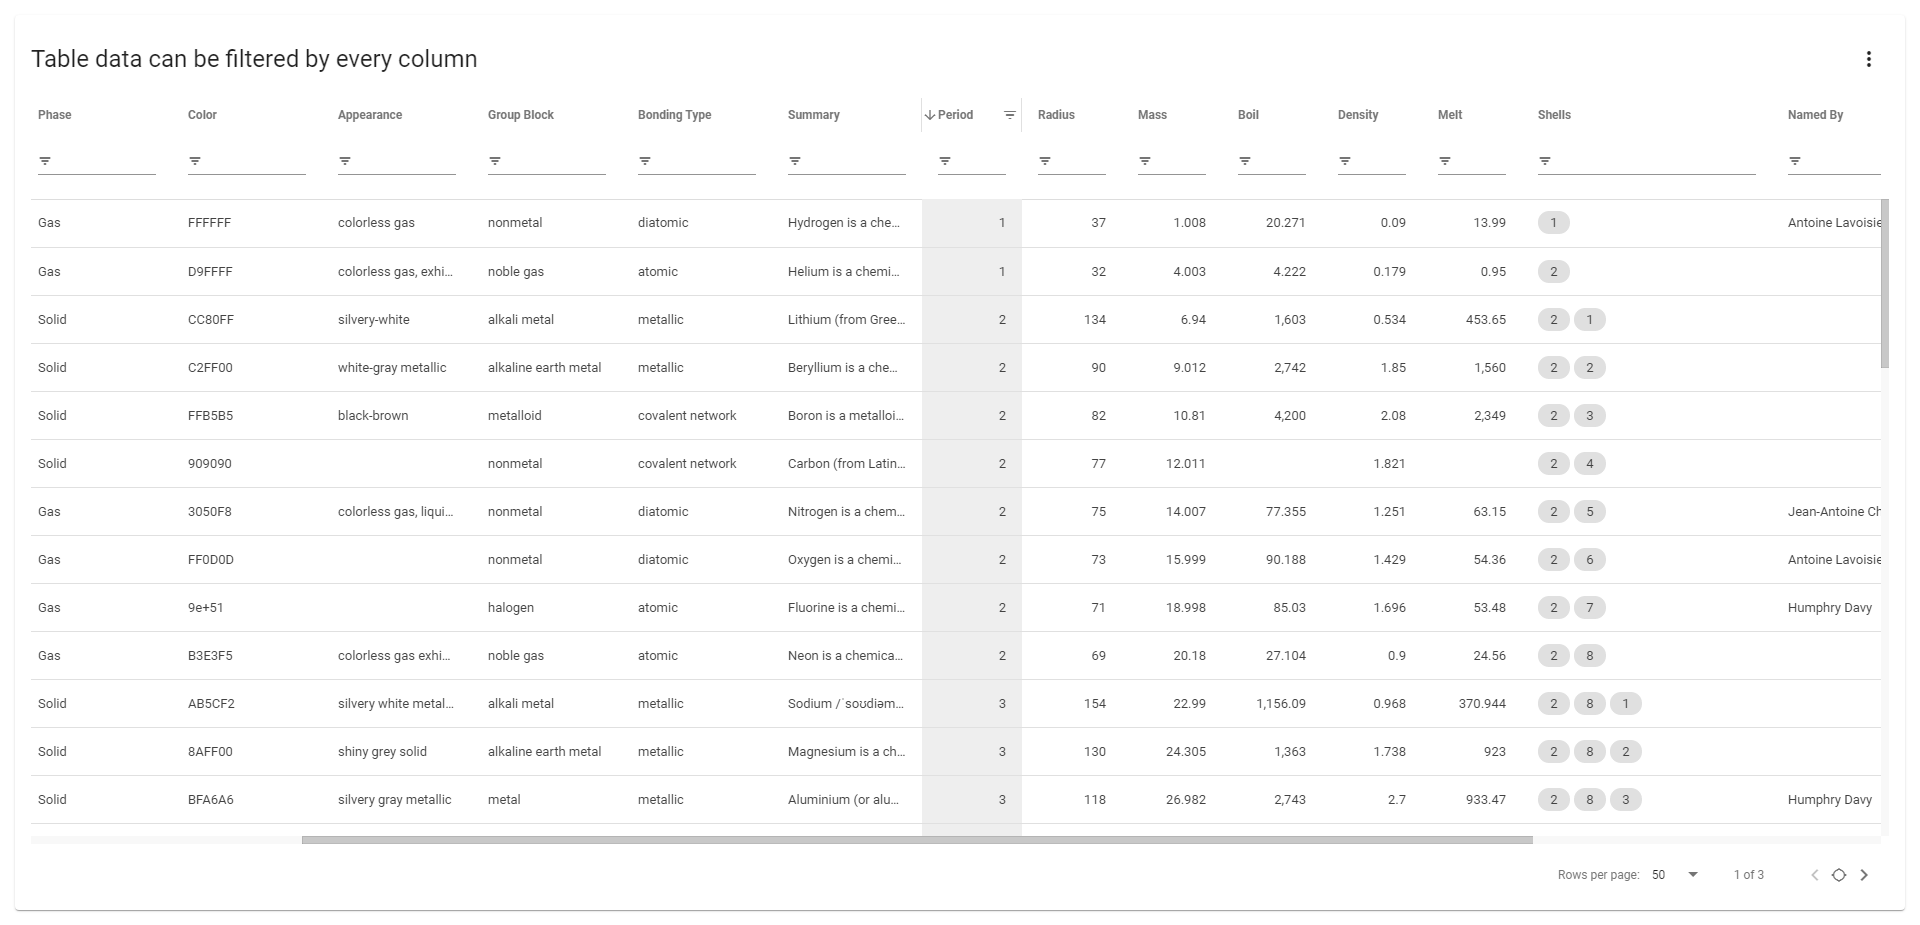 Table data can be filtered by every column
Phase Color Appearance Group Block Bonding Type Summary Period Radius Mass Boil Density Melt Shells Named By
Gas FFFFFF colorless gas nonmetal diatomic Hydrogen is a che... 1 37 1.008 20.271 0.09 13.99 1 Antoine Lavoisie
Gas D9FFFF colorless gas, exhi... noble gas atomic Helium is a chemi... 1 32 4.003 4.222 0.179 0.95 2
Solid CC80FF silvery-white alkali metal metallic Lithium (from Gree... 2 134 6.94 1,603 0.534 453.65 2 1
Solid C2FF00 white-gray metallic alkaline earth metal metallic Beryllium is a che... 2 90 9.012 2,742 1.85 1,560 2 2
Solid FFB5B5 black-brown metalloid covalent network Boron is a metalloi... 2 82 10.81 4,200 2.08 2,349 2 3
Solid 909090 nonmetal covalent network Carbon (from Latin... 2 77 12.011 1.821 2 4
Gas 3050F8 colorless gas, liqui... nonmetal diatomic Nitrogen is a chem... 2 75 14.007 77.355 1.251 63.15 2 5 Jean-Antoine Ch
Gas FF0D0D nonmetal diatomic Oxygen is a chemi... 2 73 15.999 90.188 1.429 54.36 2 6 Antoine Lavoisie
Gas 9e+51 halogen atomic Fluorine is a chemi... 2 71 18.998 85.03 1.696 53.48 2 7 Humphry Davy
Gas B3E3F5 colorless gas exhi... noble gas atomic Neon is a chemica... 2 69 20.18 27.104 0.9 24.56 2 8
Solid AB5CF2 silvery white metal... alkali metal metallic Sodium /ˈsoʊdiəm... 3 154 22.99 1,156.09 0.968 370.944 2 8 1
Solid 8AFF00 shiny grey solid alkaline earth metal metallic Magnesium is a ch... 3 130 24.305 1,363 1.738 923 2 8 2
Solid BFA6A6 silvery gray metallic metal metallic Aluminium (or alu... 3 118 26.982 2,743 2.7 933.47 2 8 3 Humphry Davy
Rows per page: 50 1 of 3